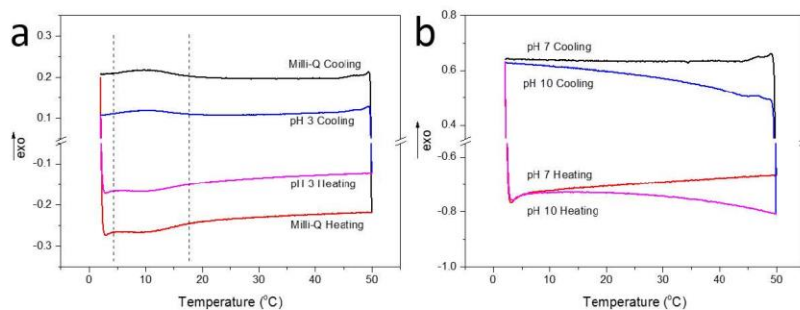 a
0.3
0.2
0.1
-0.1
-0.2
-0.3
exo
Milli-Q Cooling
pH 3 Cooling
pH 3 Heating
Milli-Q Heating
0 10 20 30 40 50
Temperature (°C)
b
0.8
0.6
0.4
-0.6
-0.8
-1.0
exo
pH 7 Cooling
pH 10 Cooling
pH 7 Heating
pH 10 Heating
0 10 20 30 40 50
Temperature (°C)